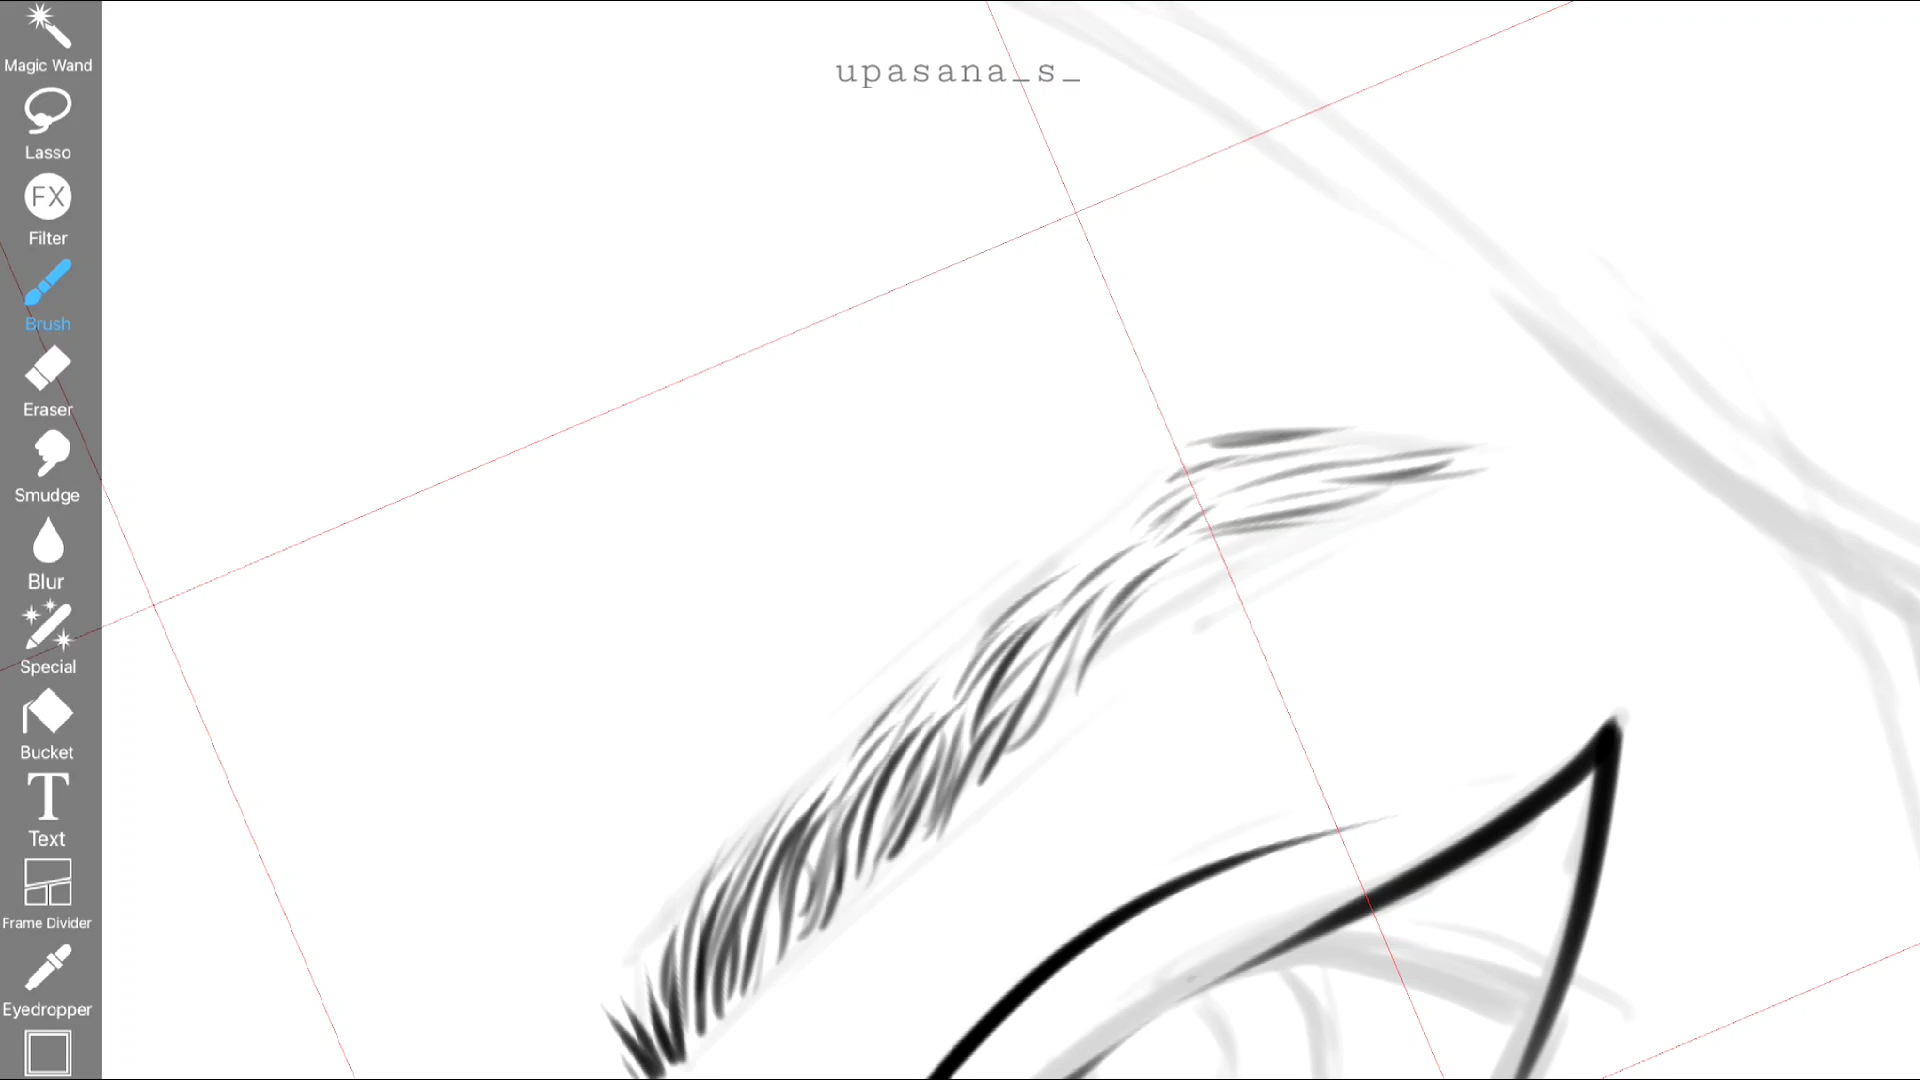 upasana_s_
Magic Wand
Lasso
FX
Filter
Brush
Eraser
Smudge
Blur
Special
Bucket
T
Text
Frame Divider
Eyedropper